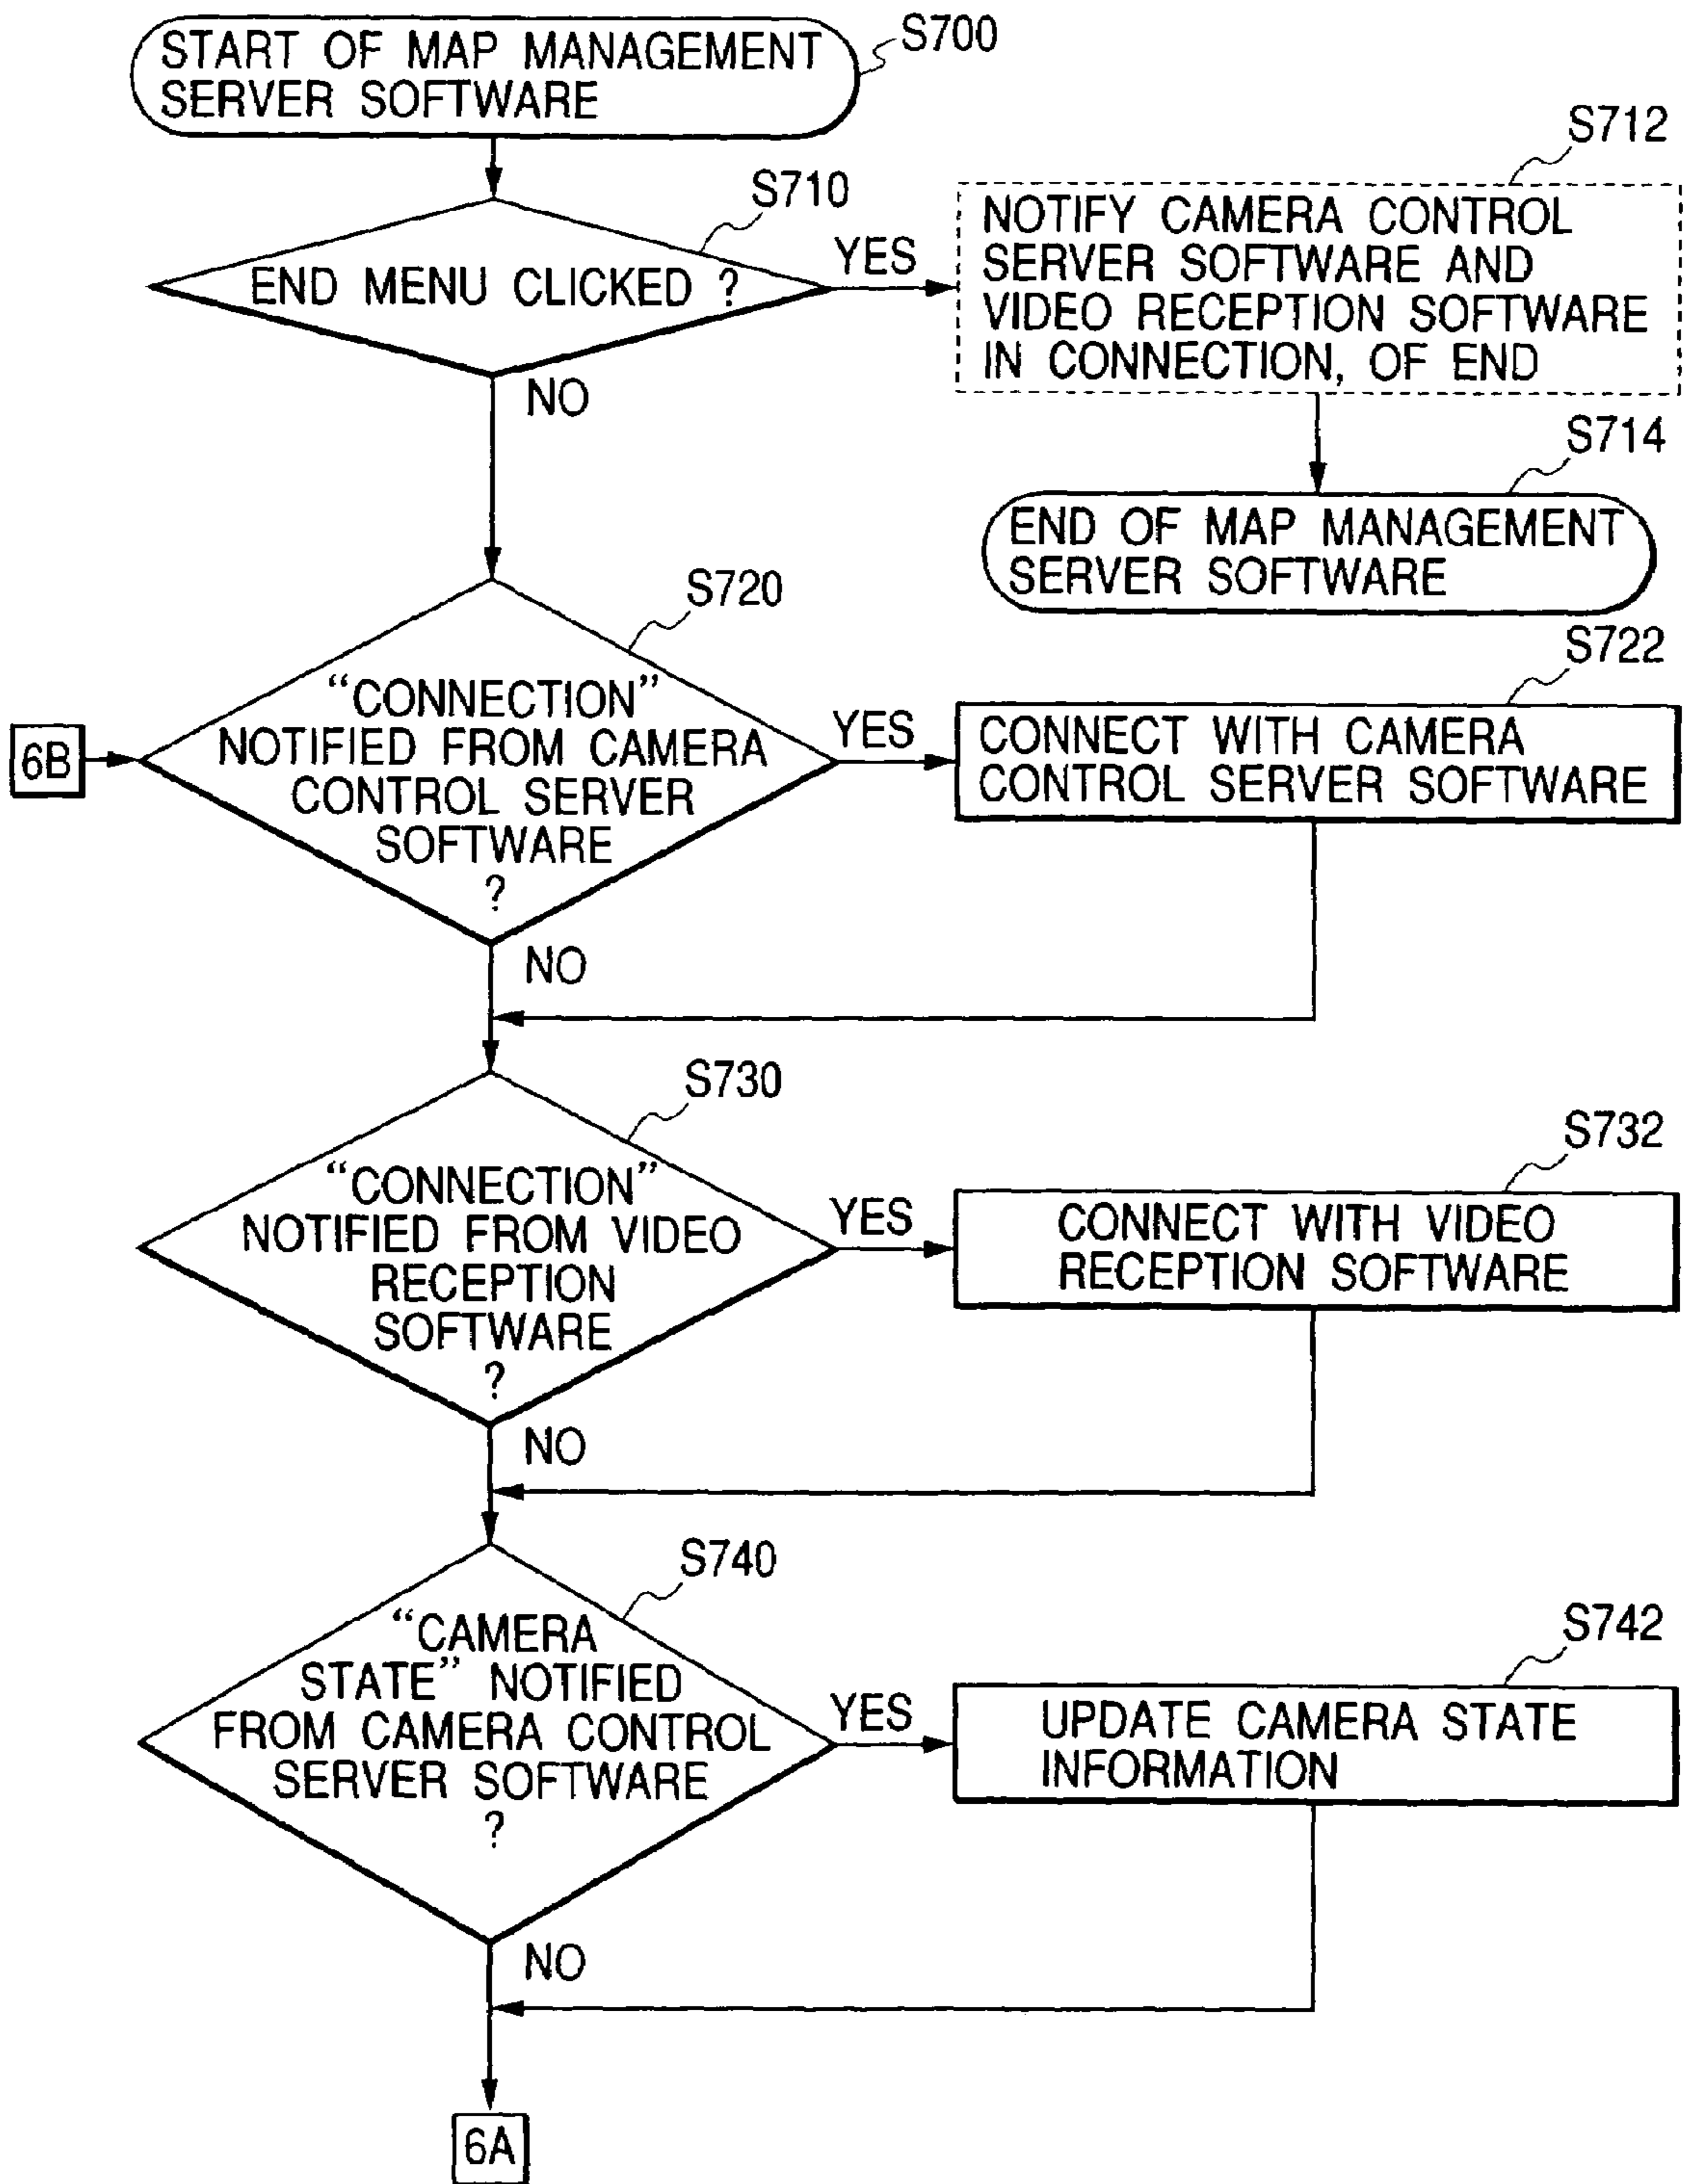 START OF MAP MANAGEMENT
SERVER SOFTWARE
S700
S710
END MENU CLICKED ?
YES
NO
S712
NOTIFY CAMERA CONTROL
SERVER SOFTWARE AND
VIDEO RECEPTION SOFTWARE
IN CONNECTION, OF END
S714
END OF MAP MANAGEMENT
SERVER SOFTWARE
S720
6B
“CONNECTION”
NOTIFIED FROM CAMERA
CONTROL SERVER
SOFTWARE
?
YES
NO
S722
CONNECT WITH CAMERA
CONTROL SERVER SOFTWARE
S730
“CONNECTION”
NOTIFIED FROM VIDEO
RECEPTION
SOFTWARE
?
YES
NO
S732
CONNECT WITH VIDEO
RECEPTION SOFTWARE
S740
“CAMERA
STATE” NOTIFIED
FROM CAMERA CONTROL
SERVER SOFTWARE
?
YES
NO
S742
UPDATE CAMERA STATE
INFORMATION
6A